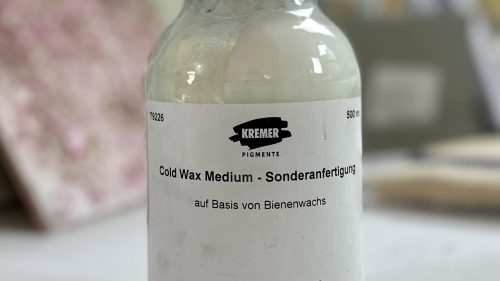 79226 500 ml
KREMER
PIGMENTE
Cold Wax Medium - Sonderanfertigung
auf Basis von Bienenwachs